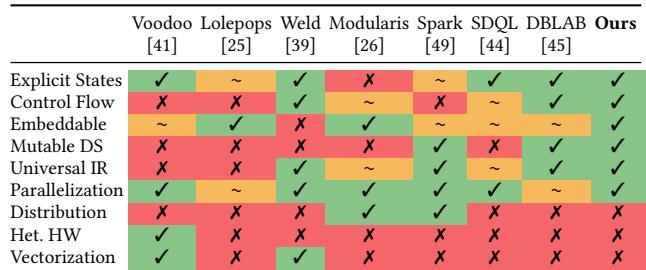 Voodoo Lolepops Weld Modularis Spark SDQL DBLAB Ours
[41] [25] [39] [26] [49] [44] [45]
Explicit States ✓ ~ ✓ ✗ ~ ✓ ✓ ✓
Control Flow ✗ ✗ ✓ ~ ✗ ~ ✓ ✓
Embeddable ~ ✓ ✗ ✓ ~ ~ ~ ✓
Mutable DS ✗ ✗ ✗ ✗ ✓ ✗ ✓ ✓
Universal IR ✗ ✗ ✓ ~ ✓ ~ ✓ ✓
Parallelization ✓ ~ ✓ ✓ ✓ ✓ ~ ✓
Distribution ✗ ✗ ✗ ✓ ✓ ✗ ✗ ✗
Het. HW ✓ ✗ ✗ ✗ ✗ ✗ ✗ ✗
Vectorization ✓ ✗ ✓ ✗ ✗ ✗ ✗ ✗